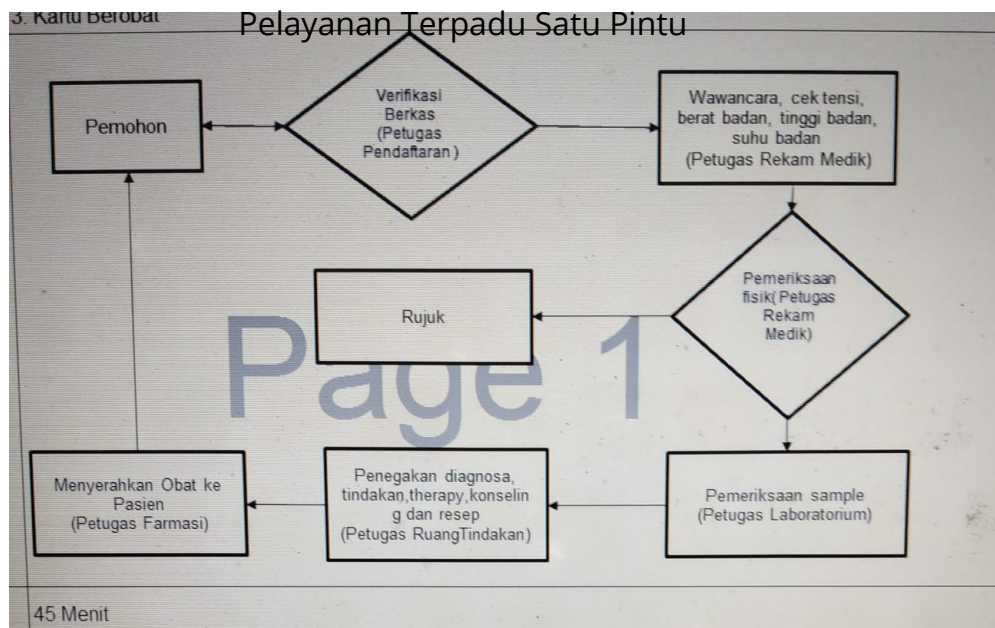 3. Kartu Berobat
Pelayanan Terpadu Satu Pintu
Pemohon
Verifikasi
Berkas
(Petugas
Pendaftaran)
Wawancara, cek tensi,
berat badan, tinggi badan,
suhu badan
(Petugas Rekam Medik)
Pemeriksaan
fisik(Petugas
Rekam
Medik)
Rujuk
Page 1
Menyerahkan Obat ke
Pasien
(Petugas Farmasi)
Penegakan diagnosa,
tindakan,therapy,konselin
g dan resep
(Petugas RuangTindakan)
Pemeriksaan sample
(Petugas Laboratorium)
45 Menit